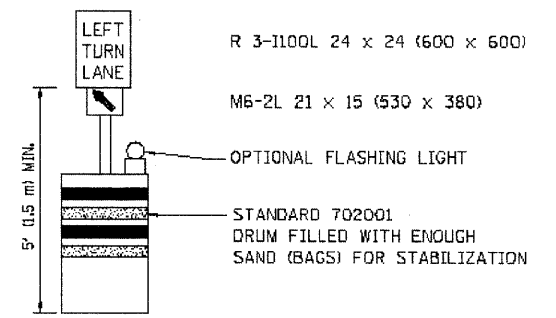 LEFT
TURN
LANE
R 3-I100L 24 x 24 (600 x 600)
M6-2L 21 x 15 (530 x 380)
OPTIONAL FLASHING LIGHT
5' (1.5 m) MIN.
STANDARD 702001
DRUM FILLED WITH ENOUGH
SAND (BAGS) FOR STABILIZATION